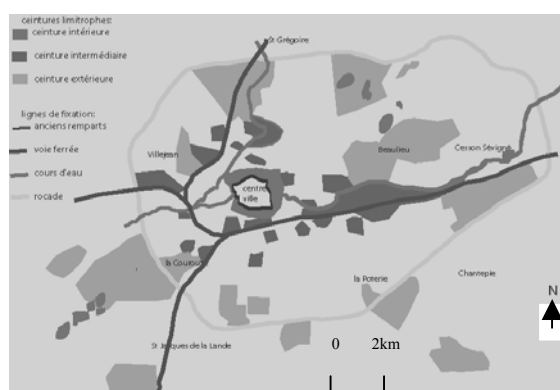 ceintures limitrophes:
ceinture intérieure
ceinture intermédiaire
ceinture extérieure
lignes de fixation:
anciens remparts
voie ferrée
cours d'eau
rocade
St Grégoire
Villejean
Beaulieu
Cesson Sévigné
centre
ville
la Courrouze
la Poterie
Chantepie
St Jacques de la Lande
N
0 2km